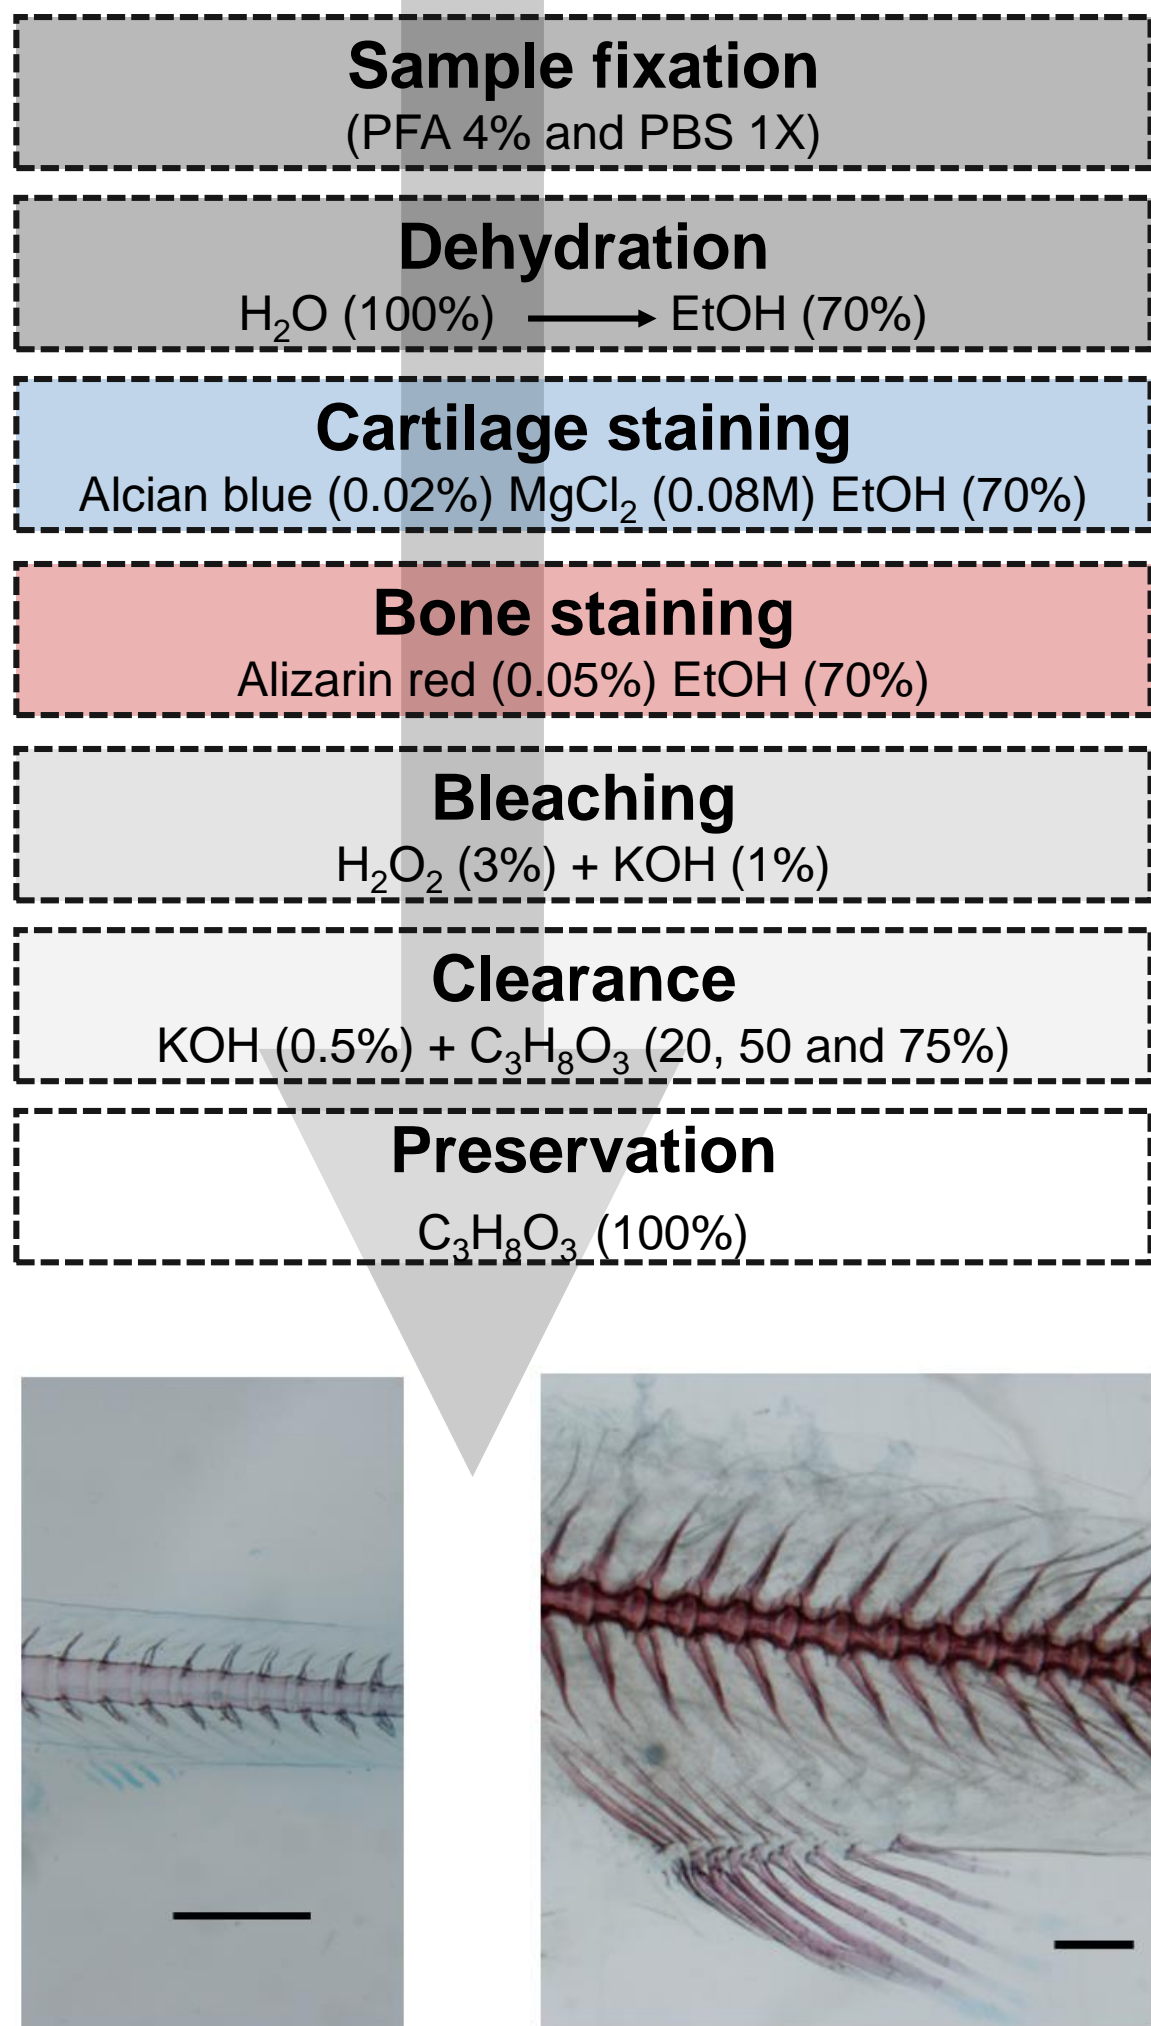 Sample fixation
(PFA 4% and PBS 1X)
Dehydration
H₂O (100%) ⟶ EtOH (70%)
Cartilage staining
Alcian blue (0.02%) MgCl₂ (0.08M) EtOH (70%)
Bone staining
Alizarin red (0.05%) EtOH (70%)
Bleaching
H₂O₂ (3%) + KOH (1%)
Clearance
KOH (0.5%) + C₃H₈O₃ (20, 50 and 75%)
Preservation
C₃H₈O₃ (100%)